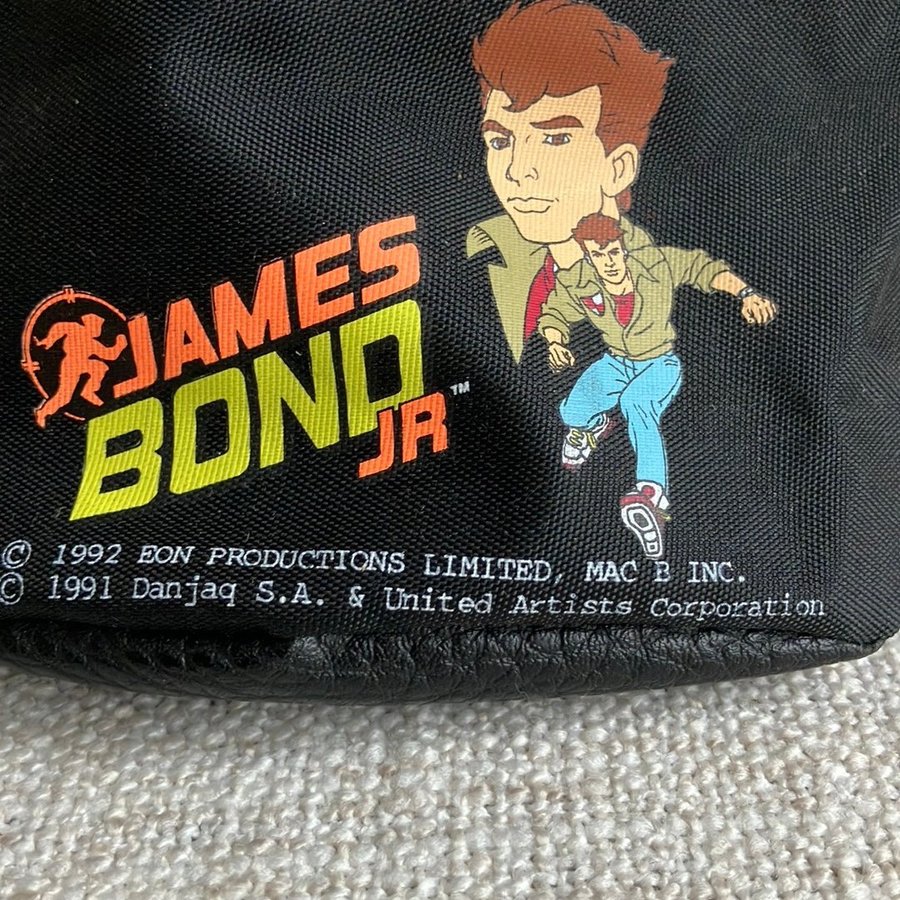 JAMES
BOND
JR™
© 1992 EON PRODUCTIONS LIMITED, MAC B INC.
© 1991 Danjaq S.A. & United Artists Corporation